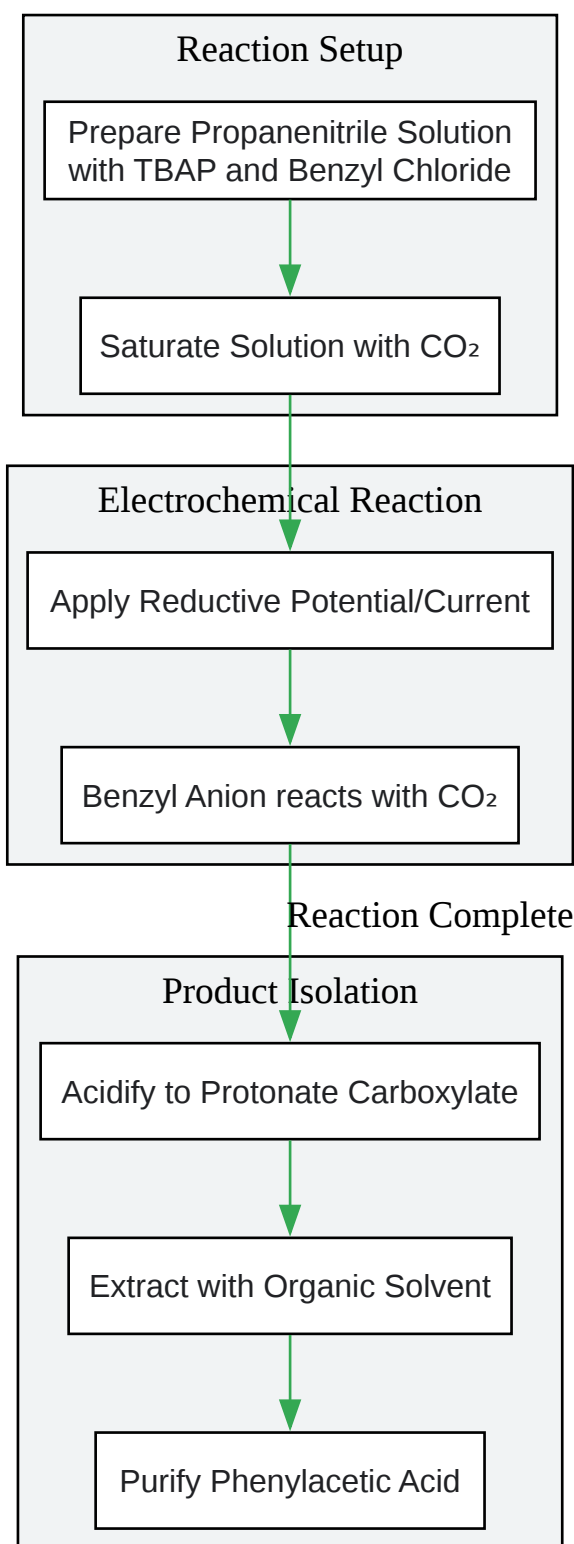 Reaction Setup
Prepare Propanenitrile Solution
with TBAP and Benzyl Chloride
Saturate Solution with CO₂
Electrochemical Reaction
Apply Reductive Potential/Current
Benzyl Anion reacts with CO₂
Reaction Complete
Product Isolation
Acidify to Protonate Carboxylate
Extract with Organic Solvent
Purify Phenylacetic Acid